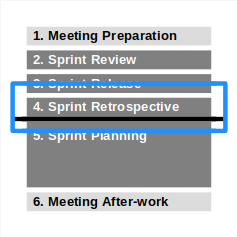 1. Meeting Preparation
2. Sprint Review
3. Sprint Release
4. Sprint Retrospective
5. Sprint Planning
6. Meeting After-work